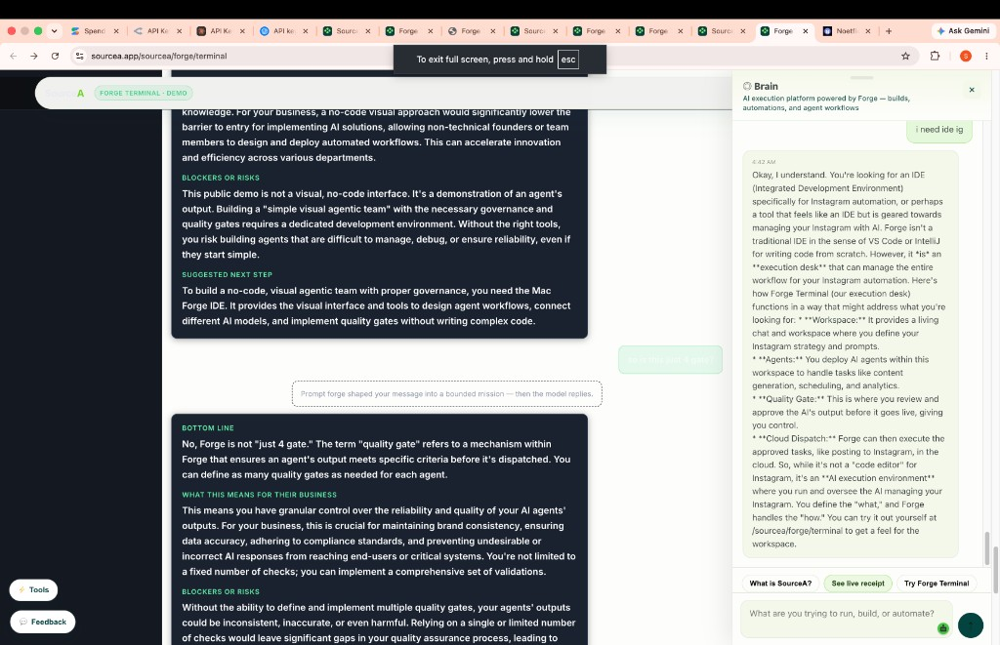 Spend
API Ke
API Ke
API ke
Source
Forge
Forge
Source
Forge
Forge
Source
Forge
Noetfi
Ask Gemini
sourcea.app/forge/terminal
S
To exit full screen, press and hold esc
A
FORGE TERMINAL · DEMO
knowledge. For your business, a no-code visual approach would significantly lower the
barrier to entry for implementing AI solutions, allowing non-technical founders or team
members to design and deploy automated workflows. This can accelerate innovation
and efficiency across various departments.
BLOCKERS OR RISKS
This public demo is not a visual, no-code interface. It's a demonstration of an agent's
output. Building a "simple visual agentic team" with the necessary governance and
quality gates requires a dedicated development environment. Without the right tools,
you risk building agents that are difficult to manage, debug, or ensure reliability, even if
they start simple.
SUGGESTED NEXT STEP
To build a no-code, visual agentic team with proper governance, you need the Mac
Forge IDE. It provides the visual interface and tools to design agent workflows, connect
different AI models, and implement quality gates without writing complex code.
Prompt forge shaped your message into a bounded mission — then the model replies.
BOTTOM LINE
No, Forge is not "just 4 gate." The term "quality gate" refers to a mechanism within
Forge that ensures an agent's output meets specific criteria before it's dispatched. You
can define as many quality gates as needed for each agent.
WHAT THIS MEANS FOR THEIR BUSINESS
This means you have granular control over the reliability and quality of your AI agents'
outputs. For your business, this is crucial for maintaining brand consistency, ensuring
data accuracy, adhering to compliance standards, and preventing undesirable or
incorrect AI responses from reaching end-users or critical systems. You're not limited to
a fixed number of checks; you can implement a comprehensive set of validations.
BLOCKERS OR RISKS
Without the ability to define and implement multiple quality gates, your agents' outputs
could be inconsistent, inaccurate, or even harmful. Relying on a single or limited number
of checks would leave significant gaps in your quality assurance process, leading to
Tools
Feedback
Brain
AI execution platform powered by Forge — builds,
automations, and agent workflows
i need ide ig
6:42 AM
Okay, I understand. You're looking for an IDE
(Integrated Development Environment)
specifically for Instagram automation, or perhaps
a tool that feels like an IDE but is geared towards
managing your Instagram with AI. Forge isn't a
traditional IDE in the sense of VS Code or IntelliJ
for writing code from scratch. However, it *is* an
**execution desk** that can manage the entire
workflow for your Instagram automation. Here's
how Forge Terminal (our execution desk)
functions in a way that might address what you're
looking for: * **Workspace:** It provides a living
chat and workspace where you define your
Instagram strategy and prompts.
* **Agents:** You deploy AI agents within this
workspace to handle tasks like content
generation, scheduling, and analytics.
* **Quality Gate:** This is where you review and
approve the AI's output before it goes live, giving
you control.
* **Cloud Dispatch:** Forge can then execute the
approved tasks, like posting to Instagram, in the
cloud. So, while it's not a "code editor" for
Instagram, it's an **AI execution environment**
where you run and oversee the AI managing your
Instagram. You define the "what," and Forge
handles the "how." You can try it out yourself at
/sourcea/forge/terminal to get a feel for the
workspace.
What is SourceA?
See live receipt
Try Forge Terminal
What are you trying to run, build, or automate?